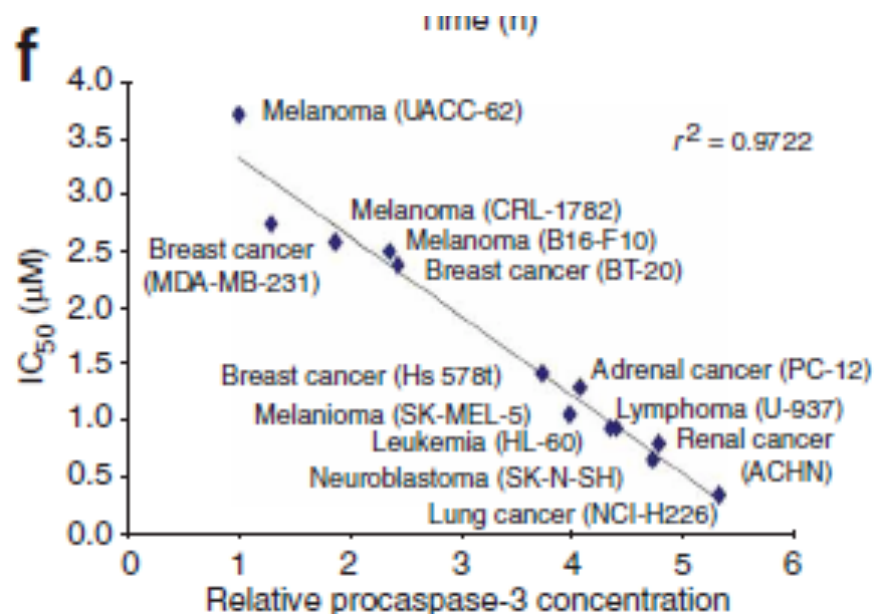 Time (h)
f
4.0
3.5
3.0
2.5
2.0
1.5
1.0
0.5
0.0
IC50 (μM)
Melanoma (UACC-62)
r2 = 0.9722
Melanoma (CRL-1782)
Melanoma (B16-F10)
Breast cancer
(MDA-MB-231)
Breast cancer (BT-20)
Breast cancer (Hs 578t)
Adrenal cancer (PC-12)
Melanioma (SK-MEL-5)
Lymphoma (U-937)
Leukemia (HL-60)
Renal cancer
(ACHN)
Neuroblastoma (SK-N-SH)
Lung cancer (NCI-H226)
0 1 2 3 4 5 6
Relative procaspase-3 concentration